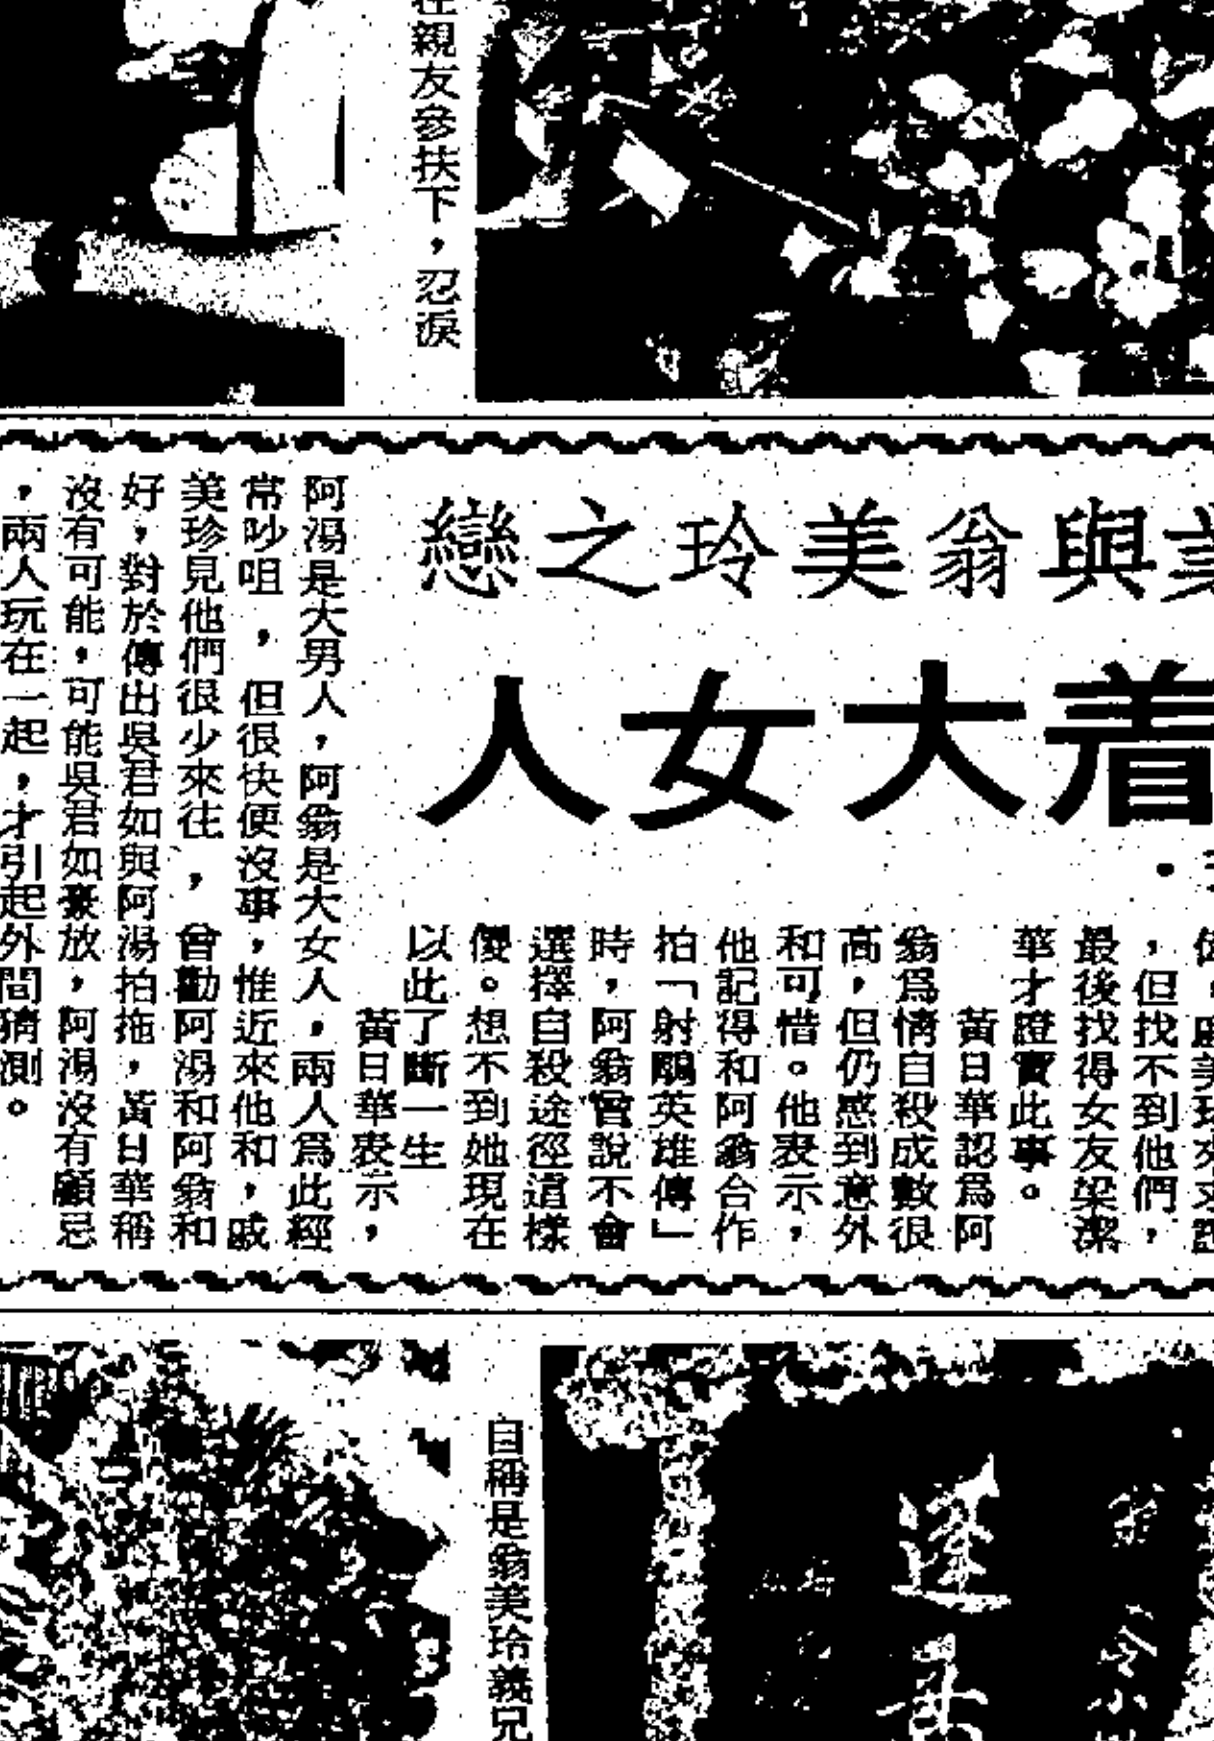 親友參扶下，忍淚
與翁美玲之戀
着大女人
，但找不到他們，
最後找得女友梁潔
華才證實此事。
黃日華認爲阿
翁爲情自殺成數很
高，但仍感到意外
和可惜。他表示，
他記得和阿翁合作
拍「射鵰英雄傳」
時，阿翁曾說不會
選擇自殺途徑這樣
傻。想不到她現在
以此了斷一生
黃日華表示，
阿湯是大男人，阿翁是大女人，兩人爲此經
常吵咀，但很快便沒事，惟近來他和，戚
美珍見他們很少來往，曾勸阿湯和阿翁和
好，對於傳出吳君如與阿湯拍拖，黃日華稱
沒有可能，可能吳君如豪放，阿湯沒有顧忌
，兩人玩在一起，才引起外間猜測。
自稱是翁美玲義兄